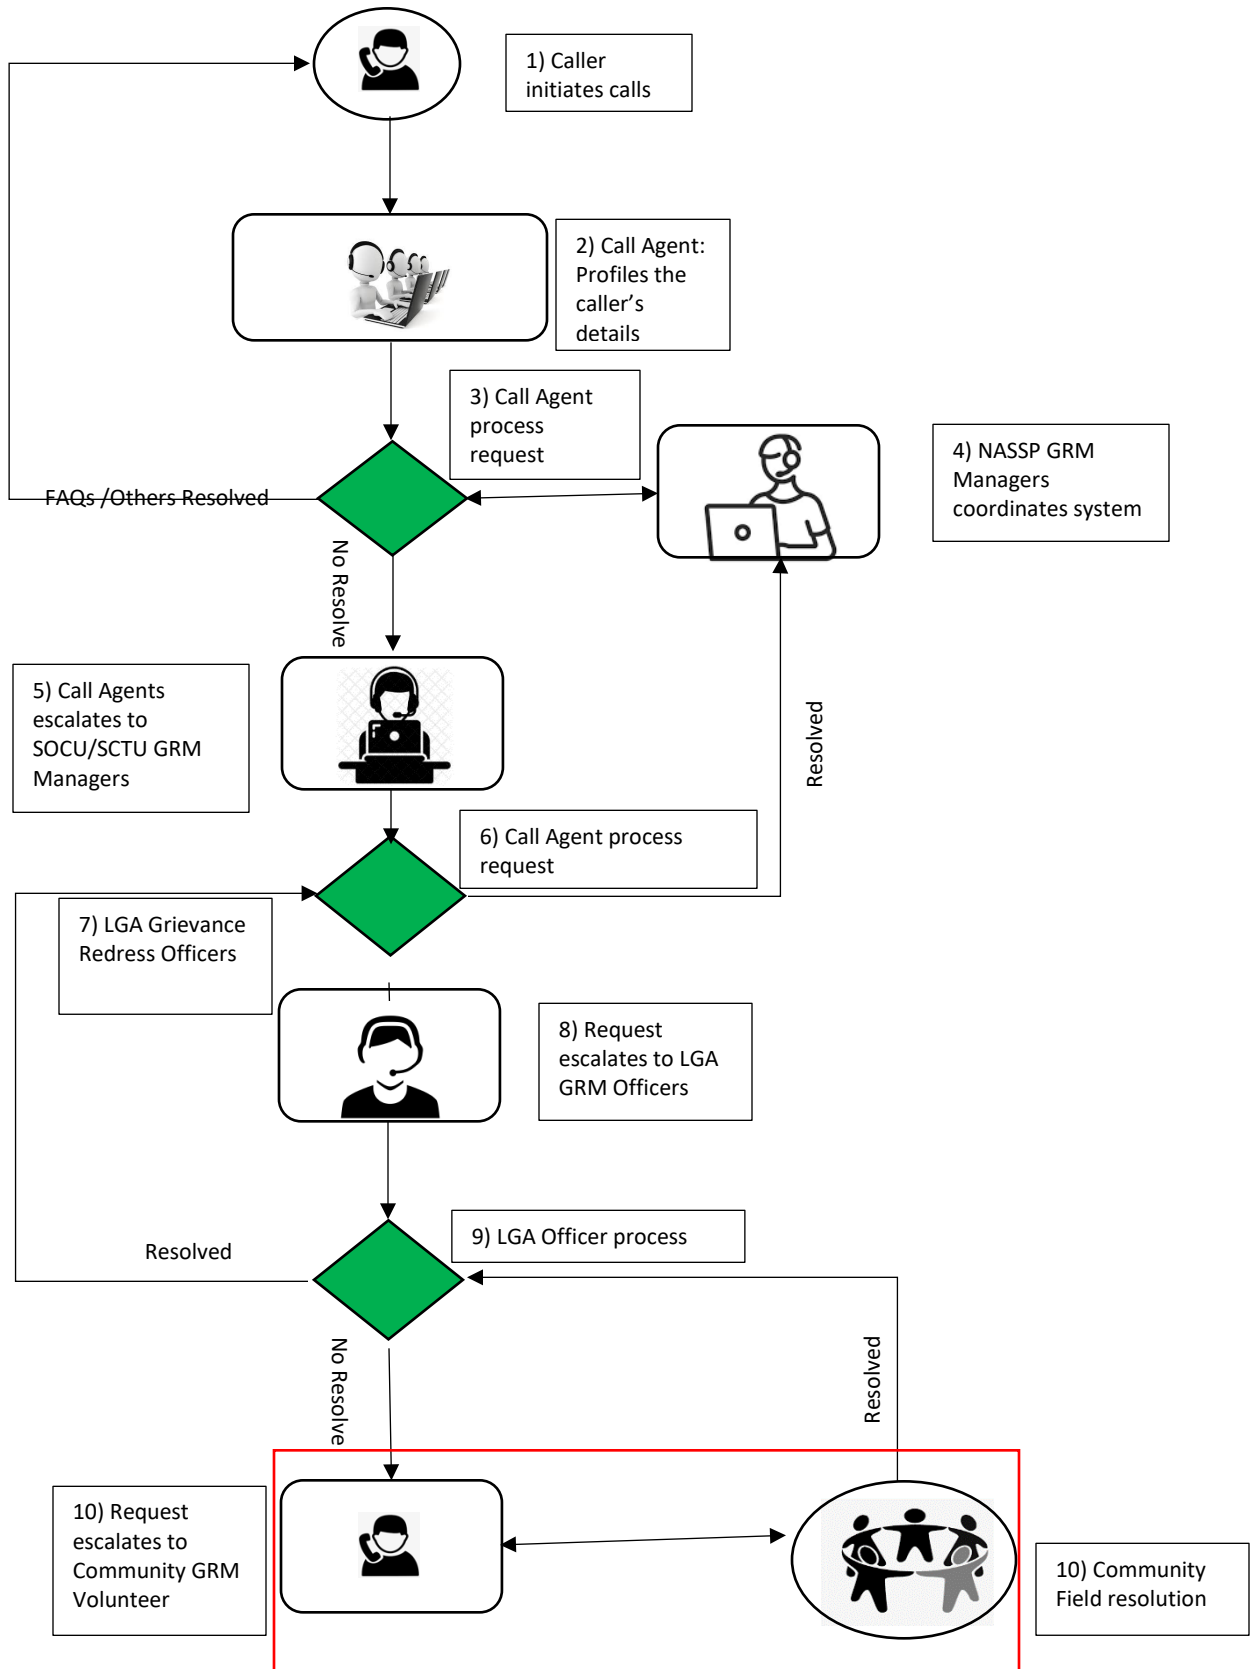 1) Caller
initiates calls
2) Call Agent:
Profiles the
caller’s
details
3) Call Agent
process
request
4) NASSP GRM
Managers
coordinates system
FAQs /Others Resolved
No Resolve
5) Call Agents
escalates to
SOCU/SCTU GRM
Managers
Resolved
6) Call Agent process
request
7) LGA Grievance
Redress Officers
8) Request
escalates to LGA
GRM Officers
9) LGA Officer process
Resolved
No Resolve
Resolved
10) Request
escalates to
Community GRM
Volunteer
10) Community
Field resolution